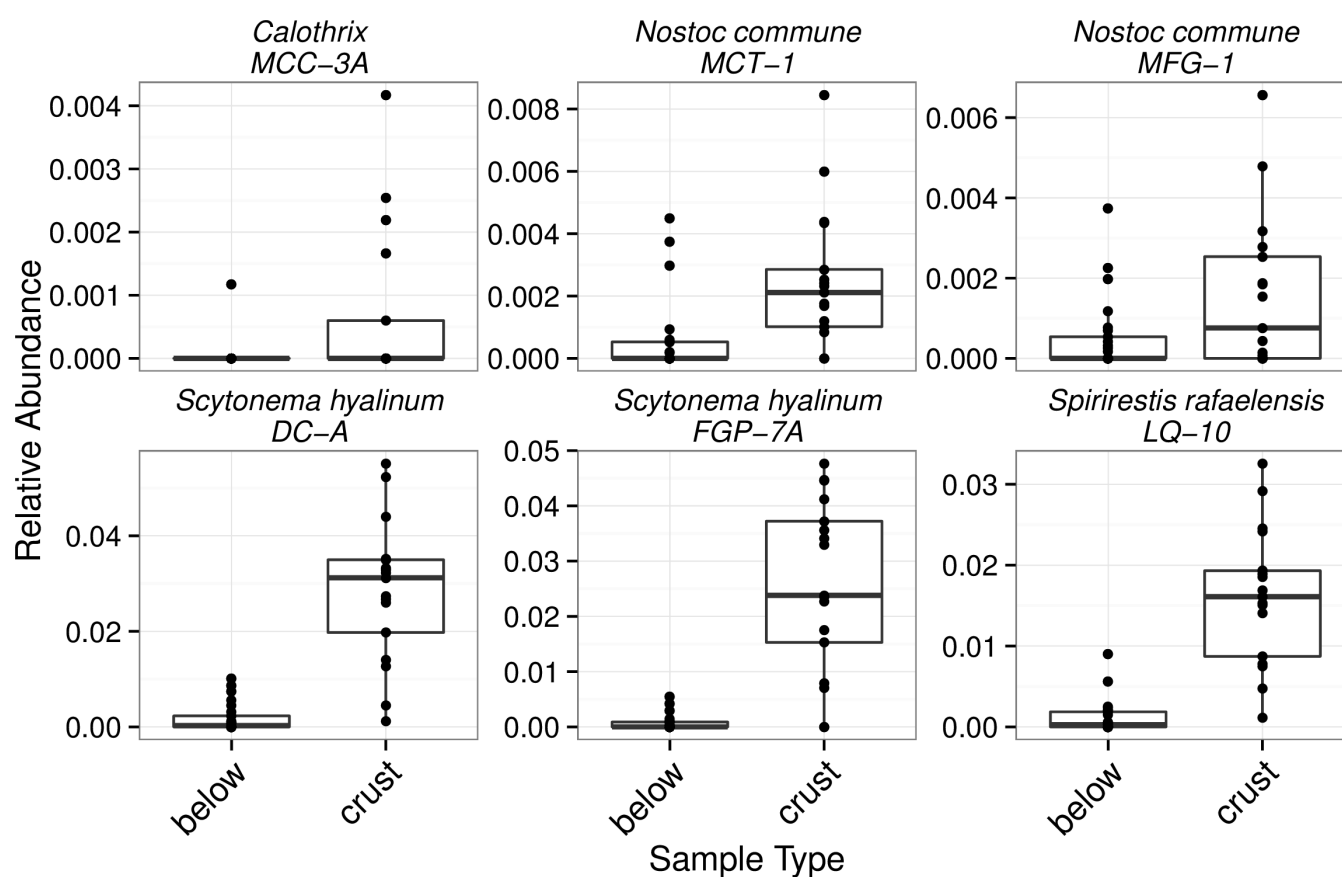 Calothrix
MCC−3A
Nostoc commune
MCT−1
Nostoc commune
MFG−1
0.004
0.003
0.002
0.001
0.000
0.008
0.006
0.004
0.002
0.000
0.006
0.004
0.002
0.000
Relative Abundance
Scytonema hyalinum
DC−A
Scytonema hyalinum
FGP−7A
Spirirestis rafaelensis
LQ−10
0.04
0.02
0.00
0.05
0.04
0.03
0.02
0.01
0.00
0.03
0.02
0.01
0.00
below
crust
below
crust
below
crust
Sample Type